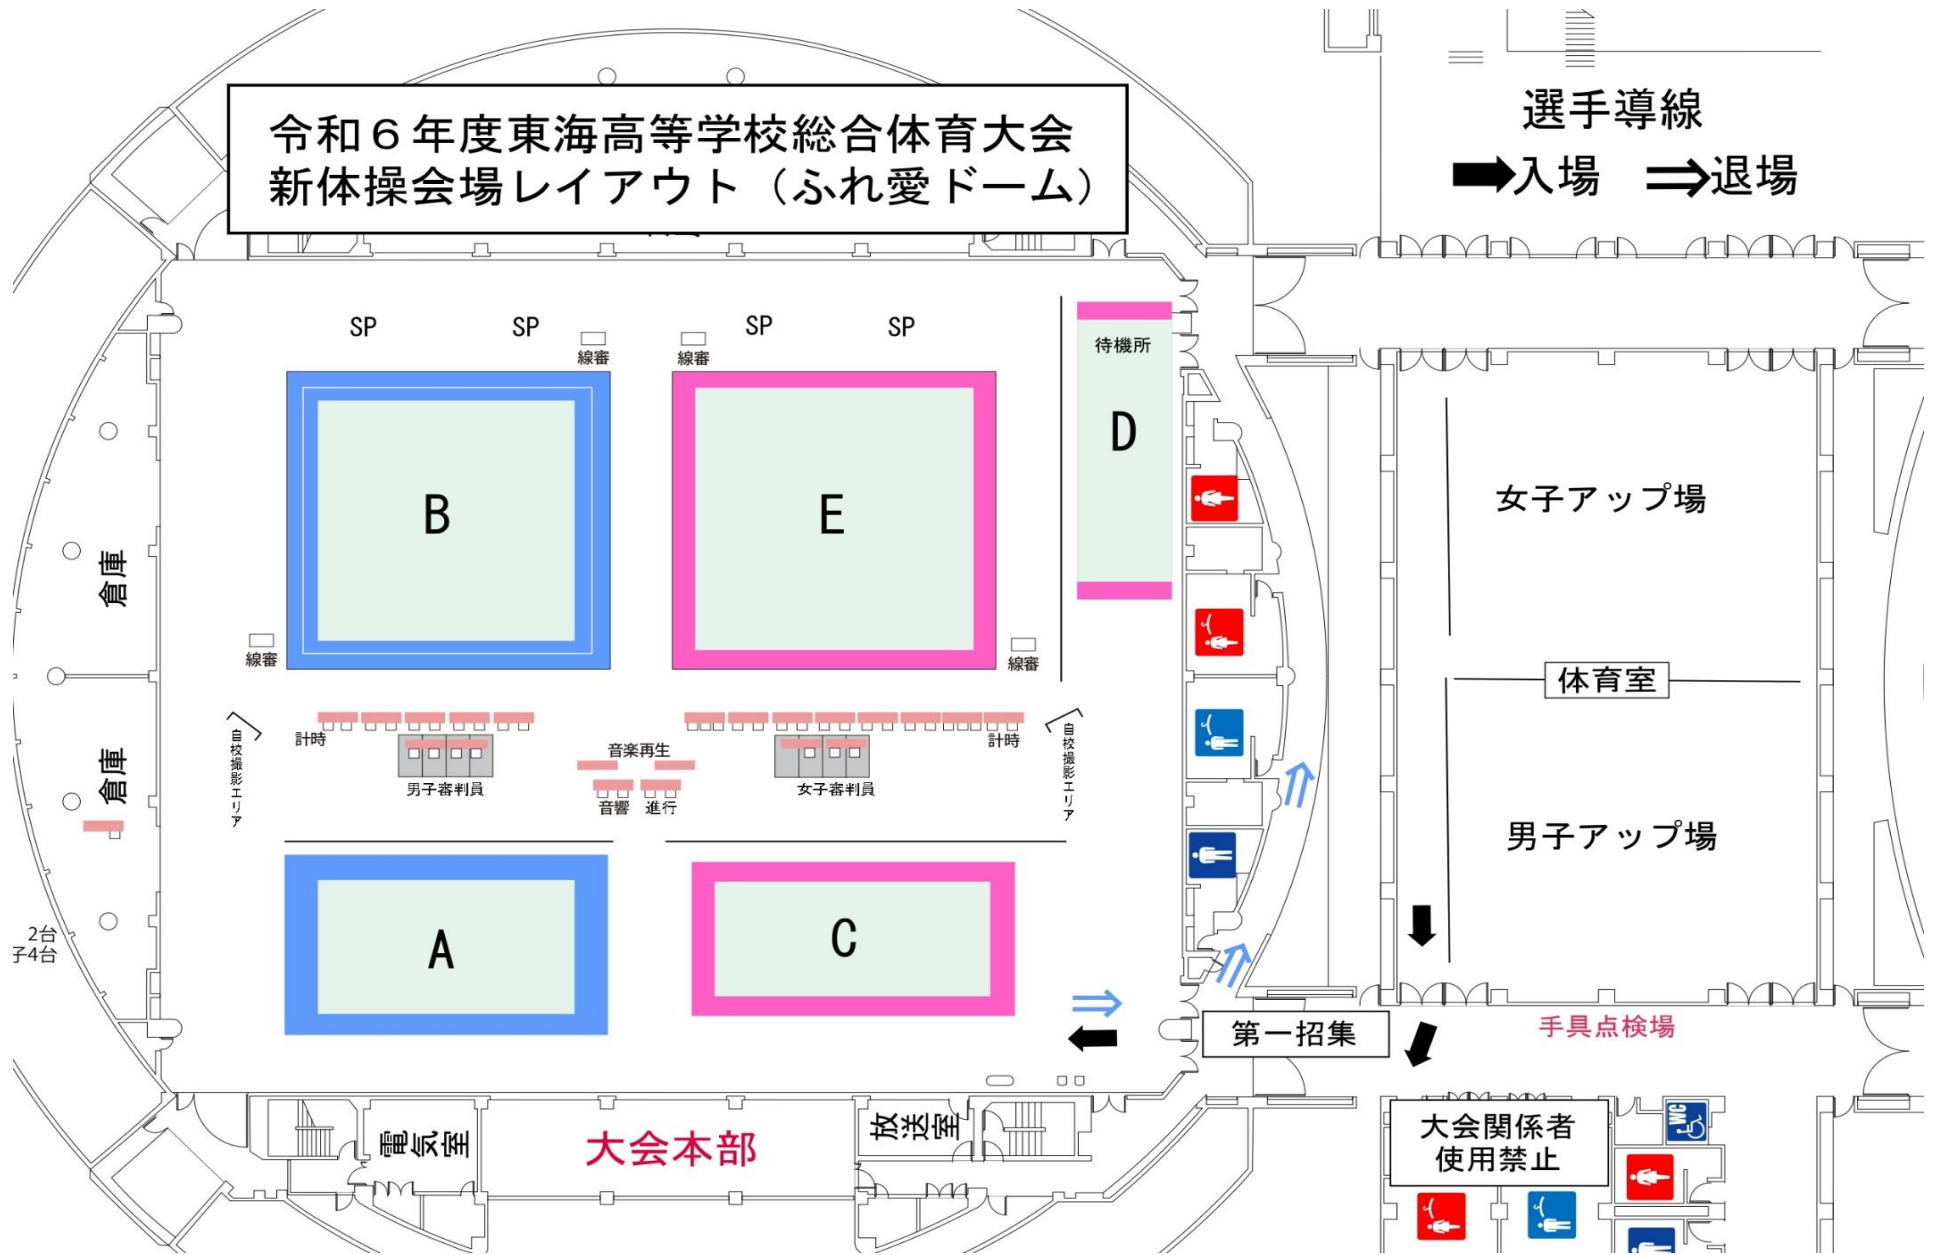 令和６年度東海高等学校総合体育大会
新体操会場レイアウト（ふれ愛ドーム）
選手導線
入場
退場
SP
SP
SP
SP
線審
線審
待機所
B
E
D
女子アップ場
倉庫
線審
線審
体育室
自校撮影エリア
計時
男子審判員
音楽再生
音響
進行
女子審判員
計時
自校撮影エリア
倉庫
男子アップ場
2台
子4台
A
C
第一招集
手具点検場
電気室
大会本部
放送室
大会関係者
使用禁止
WC